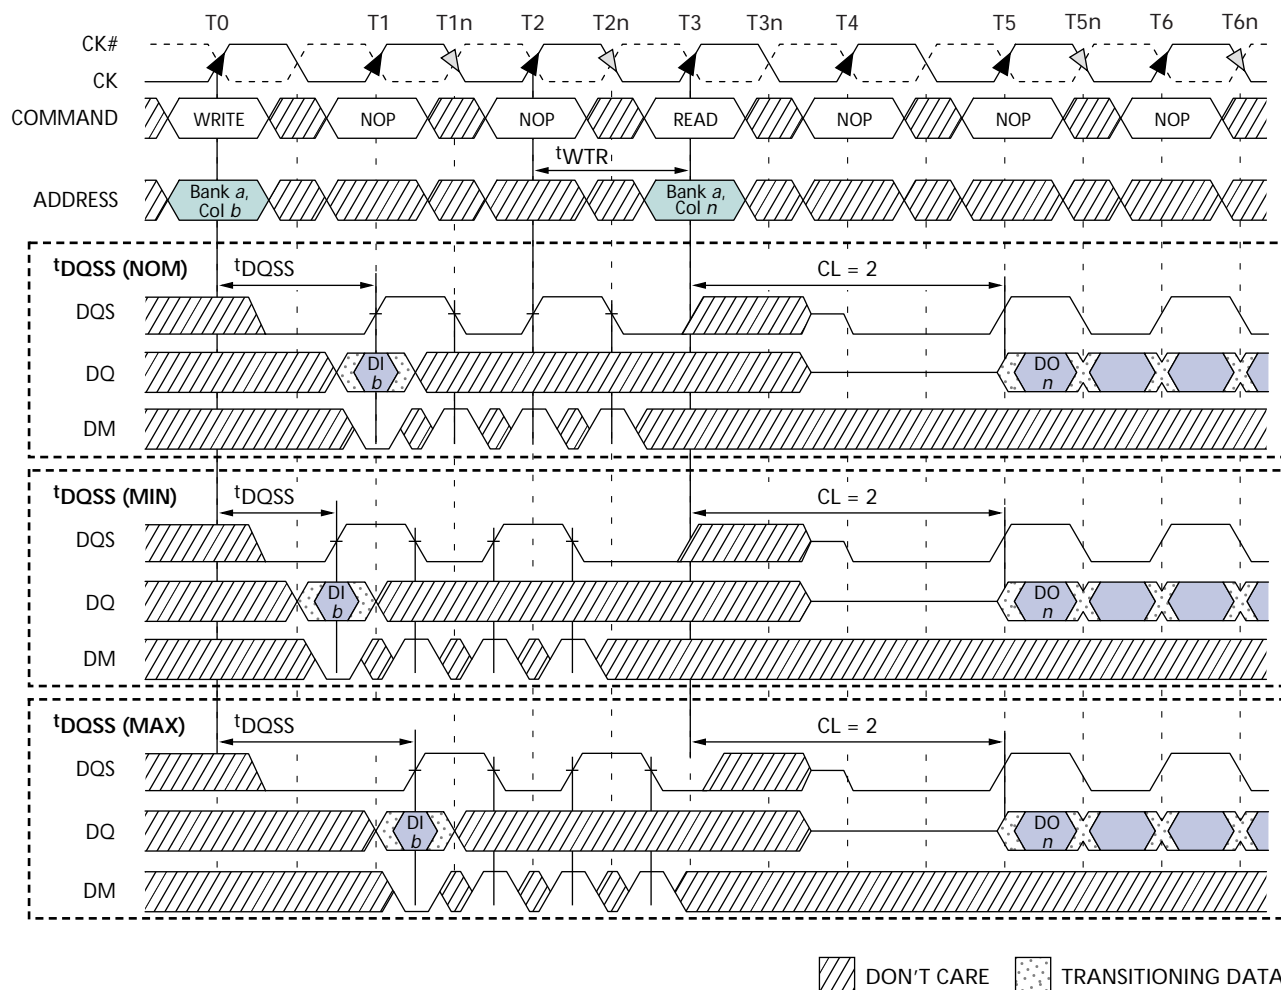 T0 T1 T1n T2 T2n T3 T3n T4 T5 T5n T6 T6n
CK#
CK
COMMAND WRITE NOP NOP READ NOP NOP NOP
tWTR
ADDRESS Bank a, Col b Bank a, Col n
tDQSS (NOM) tDQSS CL = 2
DQS
DQ DI b DO n
DM
tDQSS (MIN) tDQSS CL = 2
DQS
DQ DI b DO n
DM
tDQSS (MAX) tDQSS CL = 2
DQS
DQ DI b DO n
DM
DON'T CARE TRANSITIONING DATA